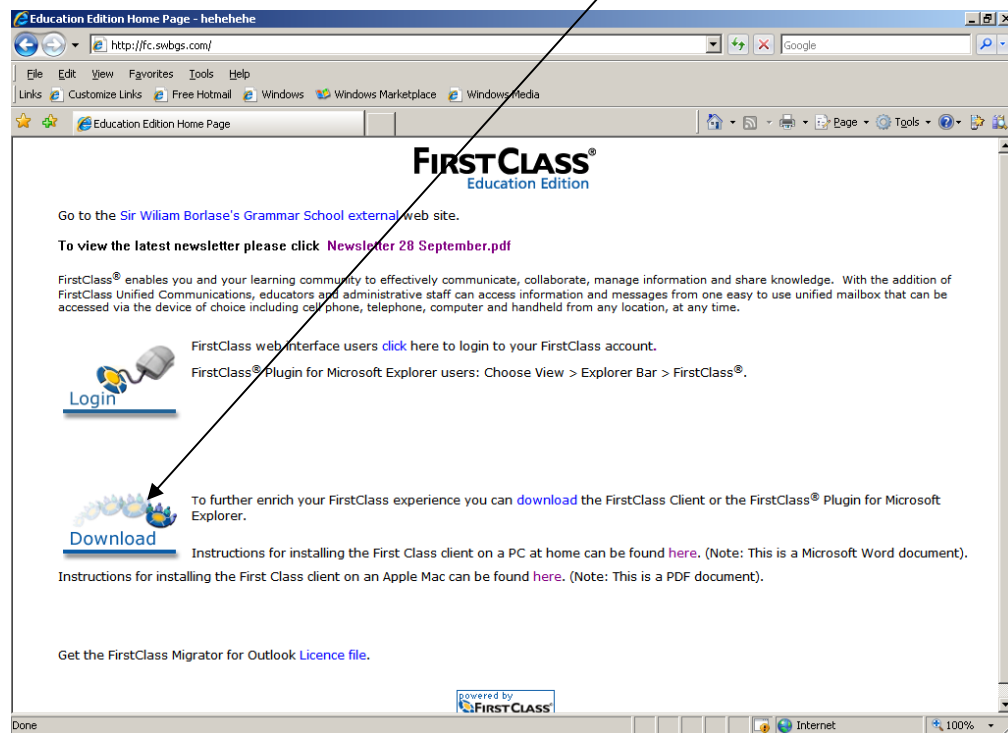 Education Edition Home Page - hehehehe
http://fc.swbgs.com/
Google
File Edit View Favorites Tools Help
Links Customize Links Free Hotmail Windows Windows Marketplace Windows Media
Education Edition Home Page
Page Tools
FIRSTCLASS®
Education Edition
Go to the Sir Wiliam Borlase's Grammar School external web site.
To view the latest newsletter please click Newsletter 28 September.pdf
FirstClass® enables you and your learning community to effectively communicate, collaborate, manage information and share knowledge. With the addition of
FirstClass Unified Communications, educators and administrative staff can access information and messages from one easy to use unified mailbox that can be
accessed via the device of choice including cell phone, telephone, computer and handheld from any location, at any time.
FirstClass web interface users click here to login to your FirstClass account.
FirstClass® Plugin for Microsoft Explorer users: Choose View > Explorer Bar > FirstClass®.
Login
To further enrich your FirstClass experience you can download the FirstClass Client or the FirstClass® Plugin for Microsoft
Explorer.
Download
Instructions for installing the First Class client on a PC at home can be found here. (Note: This is a Microsoft Word document).
Instructions for installing the First Class client on an Apple Mac can be found here. (Note: This is a PDF document).
Get the FirstClass Migrator for Outlook Licence file.
powered by
FIRSTCLASS
Done
Internet
100%